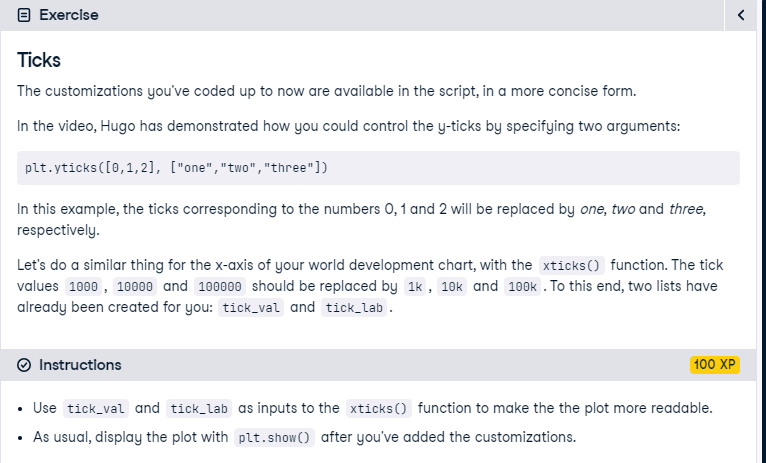 Exercise
Ticks
The customizations you've coded up to now are available in the script, in a more concise form.
In the video, Hugo has demonstrated how you could control the y-ticks by specifying two arguments:
plt.yticks([0,1,2], ["one","two","three"])
In this example, the ticks corresponding to the numbers 0, 1 and 2 will be replaced by one, two and three,
respectively.
Let's do a similar thing for the x-axis of your world development chart, with the xticks() function. The tick
values 1000 , 10000 and 100000 should be replaced by 1k , 10k and 100k . To this end, two lists have
already been created for you: tick_val and tick_lab .
Instructions
100 XP
• Use tick_val and tick_lab as inputs to the xticks() function to make the the plot more readable.
• As usual, display the plot with plt.show() after you've added the customizations.